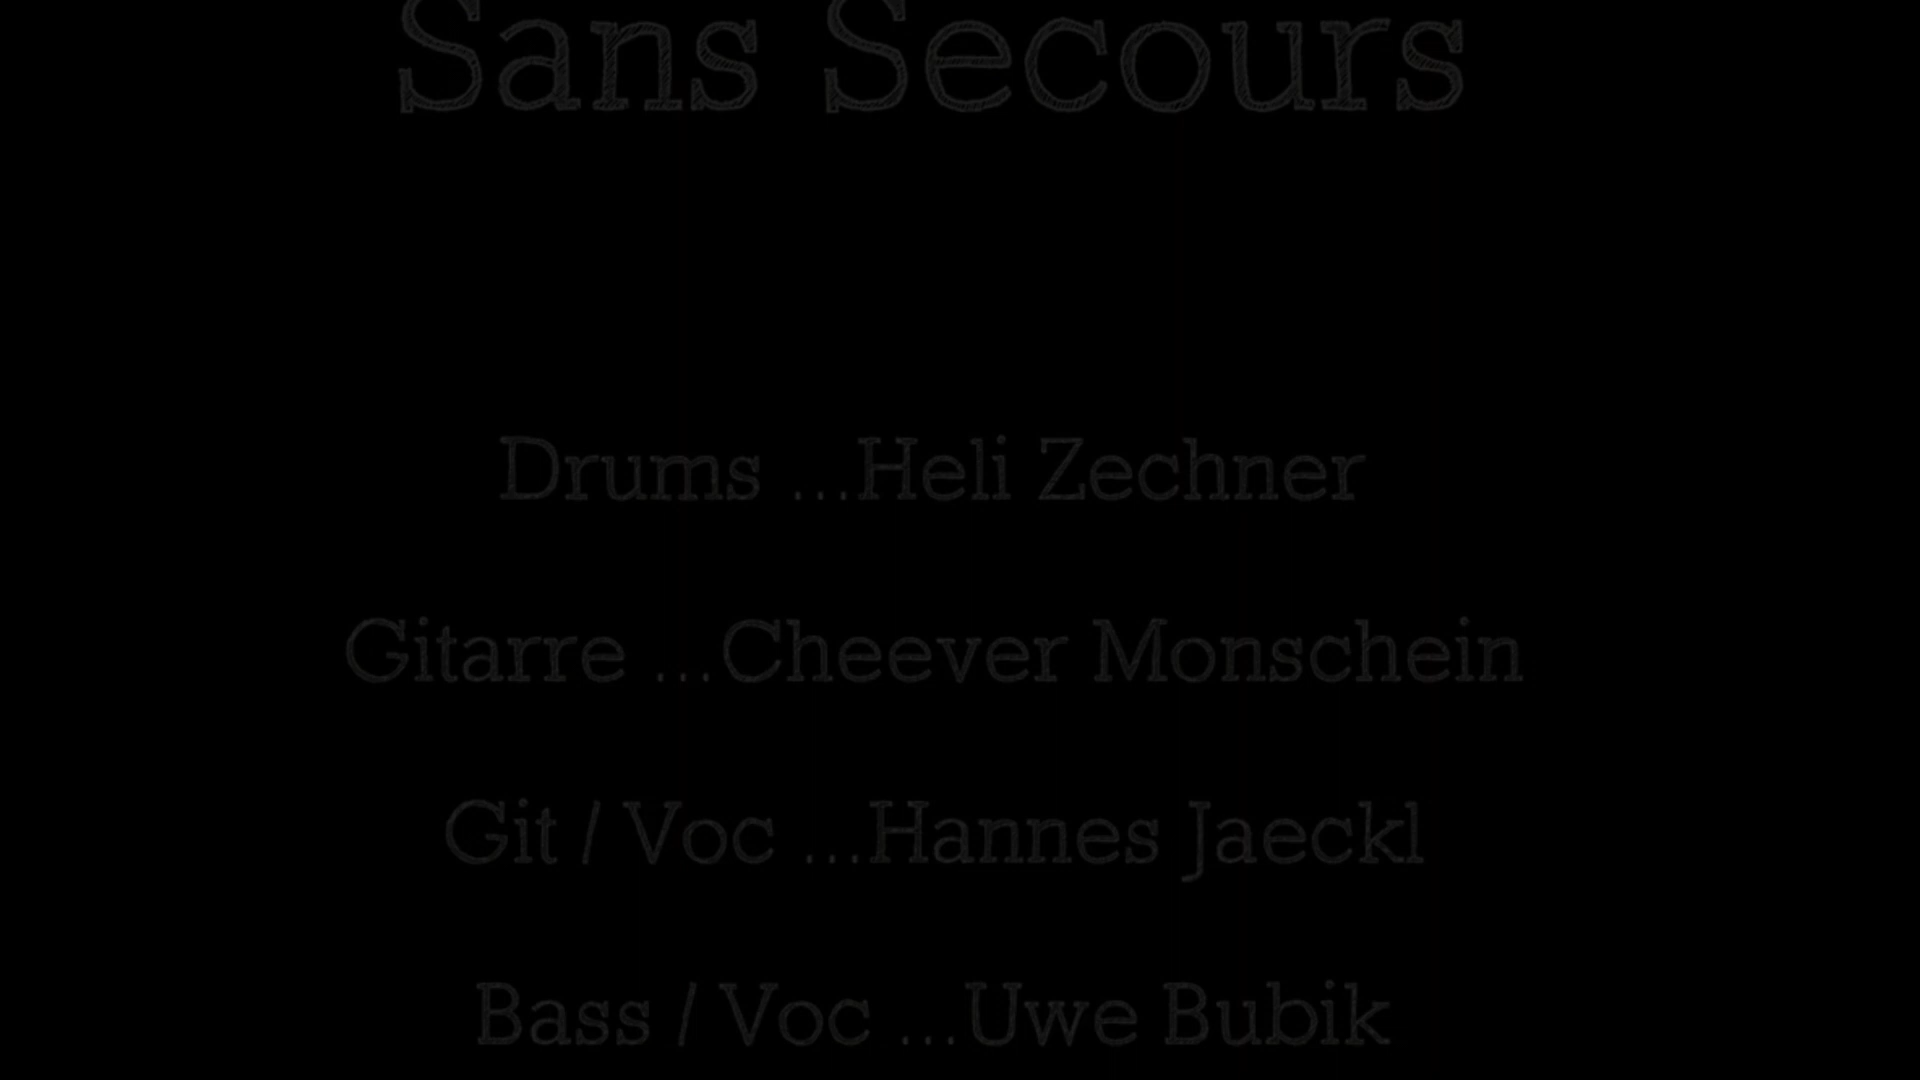 Sans Secours
Drums ...Heli Zechner
Gitarre ...Cheever Monschein
Git / Voc ...Hannes Jaeckl
Bass / Voc ...Uwe Bubik